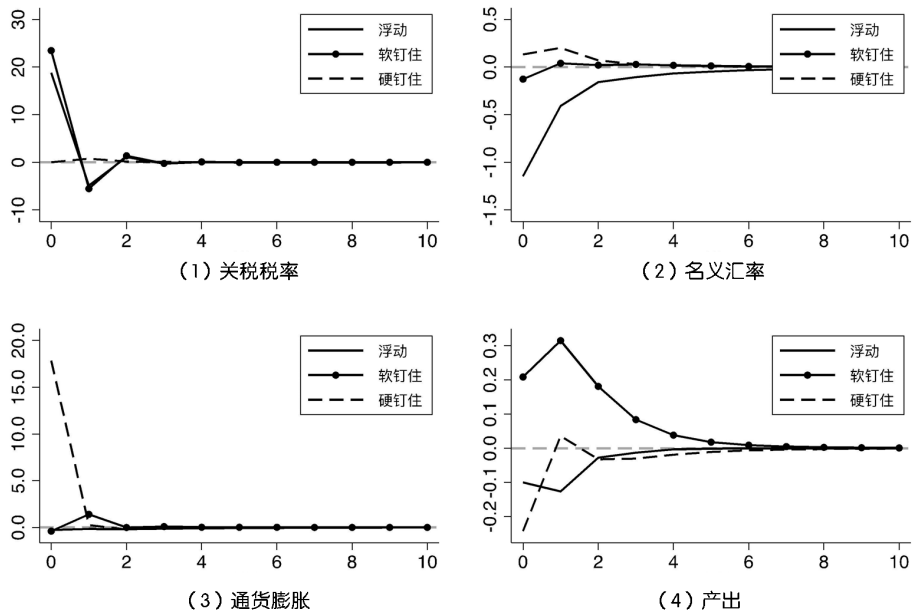 30
20
10
0
-10
浮动
软钉住
硬钉住
0 2 4 6 8 10
（1）关税税率
0.5
0.0
-0.5
-1.0
-1.5
浮动
软钉住
硬钉住
0 2 4 6 8 10
（2）名义汇率
20.0
15.0
10.0
5.0
0.0
浮动
软钉住
硬钉住
0 2 4 6 8 10
（3）通货膨胀
0.3
0.2
0.1
0.0
-0.1
-0.2
浮动
软钉住
硬钉住
0 2 4 6 8 10
（4）产出